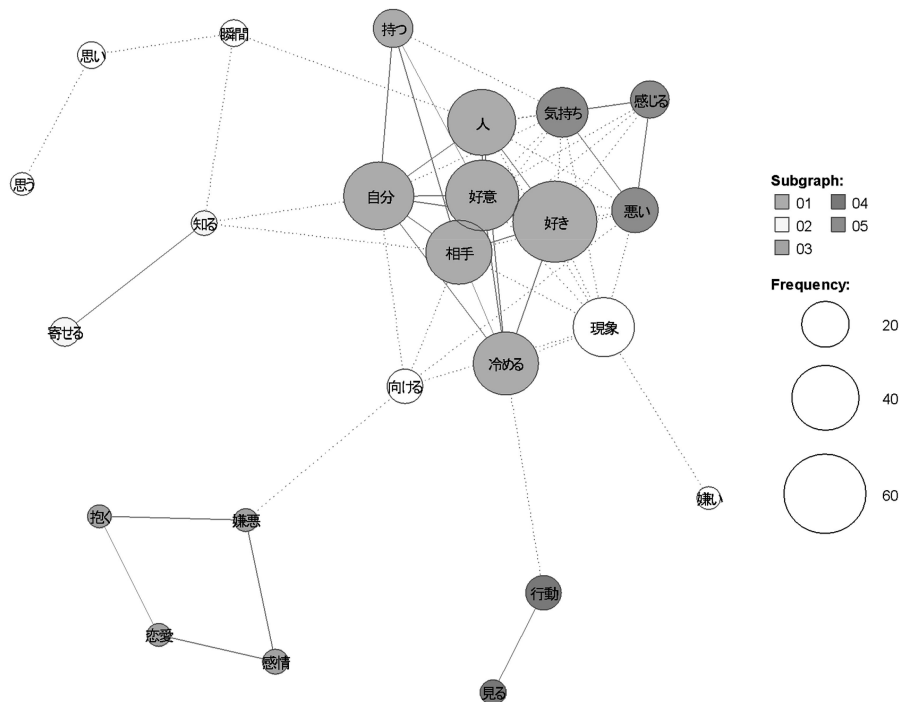 持つ
瞬間
思い
人
気持ち
感じる
思う
自分
好意
好き
悪い
知る
相手
寄せる
現象
冷める
向ける
嫌い
抱く
嫌悪
恋愛
感情
行動
見る
Subgraph:
01 04
02 05
03
Frequency:
20
40
60